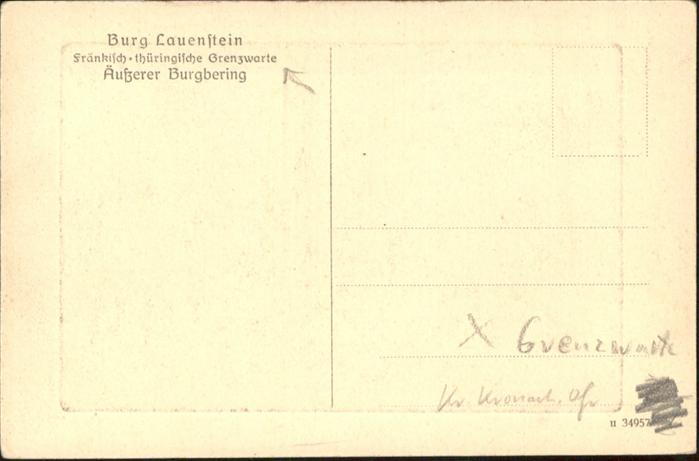 Burg Lauenstein
Fränkisch-thüringische Grenzwarte
Äußerer Burgbering
X Grenzwarte
Kr. Kronach, Ofr
u 34957